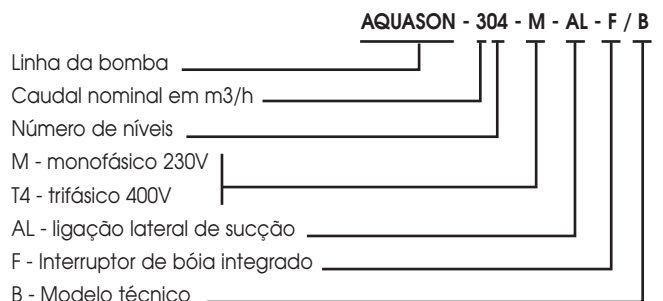 AQUASON - 304 - M - AL - F / B
Linha da bomba
Caudal nominal em m3/h
Número de níveis
M - monofásico 230V
T4 - trifásico 400V
AL - ligação lateral de sucção
F - Interruptor de bóia integrado
B - Modelo técnico